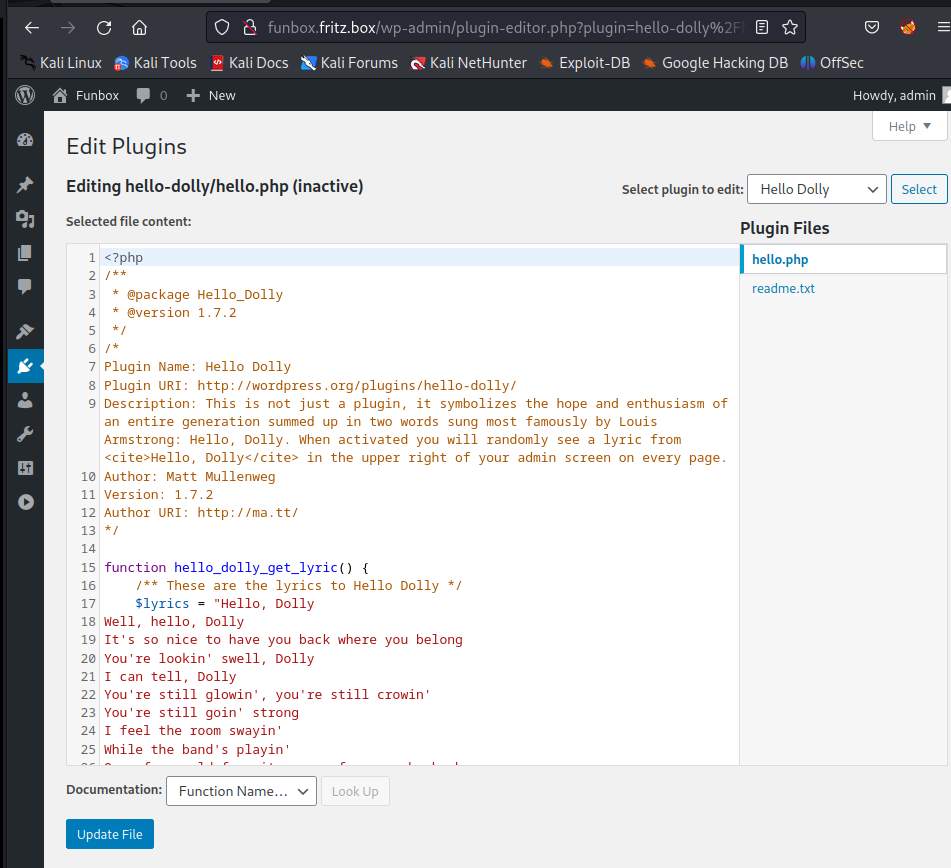 funbox.fritz.box/wp-admin/plugin-editor.php?plugin=hello-dolly%2F
Kali Linux Kali Tools Kali Docs Kali Forums Kali NetHunter Exploit-DB Google Hacking DB OffSec
Funbox 0 New Howdy, admin
Help
Edit Plugins
Editing hello-dolly/hello.php (inactive)
Select plugin to edit: Hello Dolly Select
Selected file content:
Plugin Files
hello.php
readme.txt
1 <?php
2 /**
3  * @package Hello_Dolly
4  * @version 1.7.2
5  */
6 /*
7 Plugin Name: Hello Dolly
8 Plugin URI: http://wordpress.org/plugins/hello-dolly/
9 Description: This is not just a plugin, it symbolizes the hope and enthusiasm of
an entire generation summed up in two words sung most famously by Louis
Armstrong: Hello, Dolly. When activated you will randomly see a lyric from
<cite>Hello, Dolly</cite> in the upper right of your admin screen on every page.
10 Author: Matt Mullenweg
11 Version: 1.7.2
12 Author URI: http://ma.tt/
13 */
14
15 function hello_dolly_get_lyric() {
16     /** These are the lyrics to Hello Dolly */
17     $lyrics = "Hello, Dolly
18 Well, hello, Dolly
19 It's so nice to have you back where you belong
20 You're lookin' swell, Dolly
21 I can tell, Dolly
22 You're still glowin', you're still crowin'
23 You're still goin' strong
24 I feel the room swayin'
25 While the band's playin'
Documentation: Function Name... Look Up
Update File